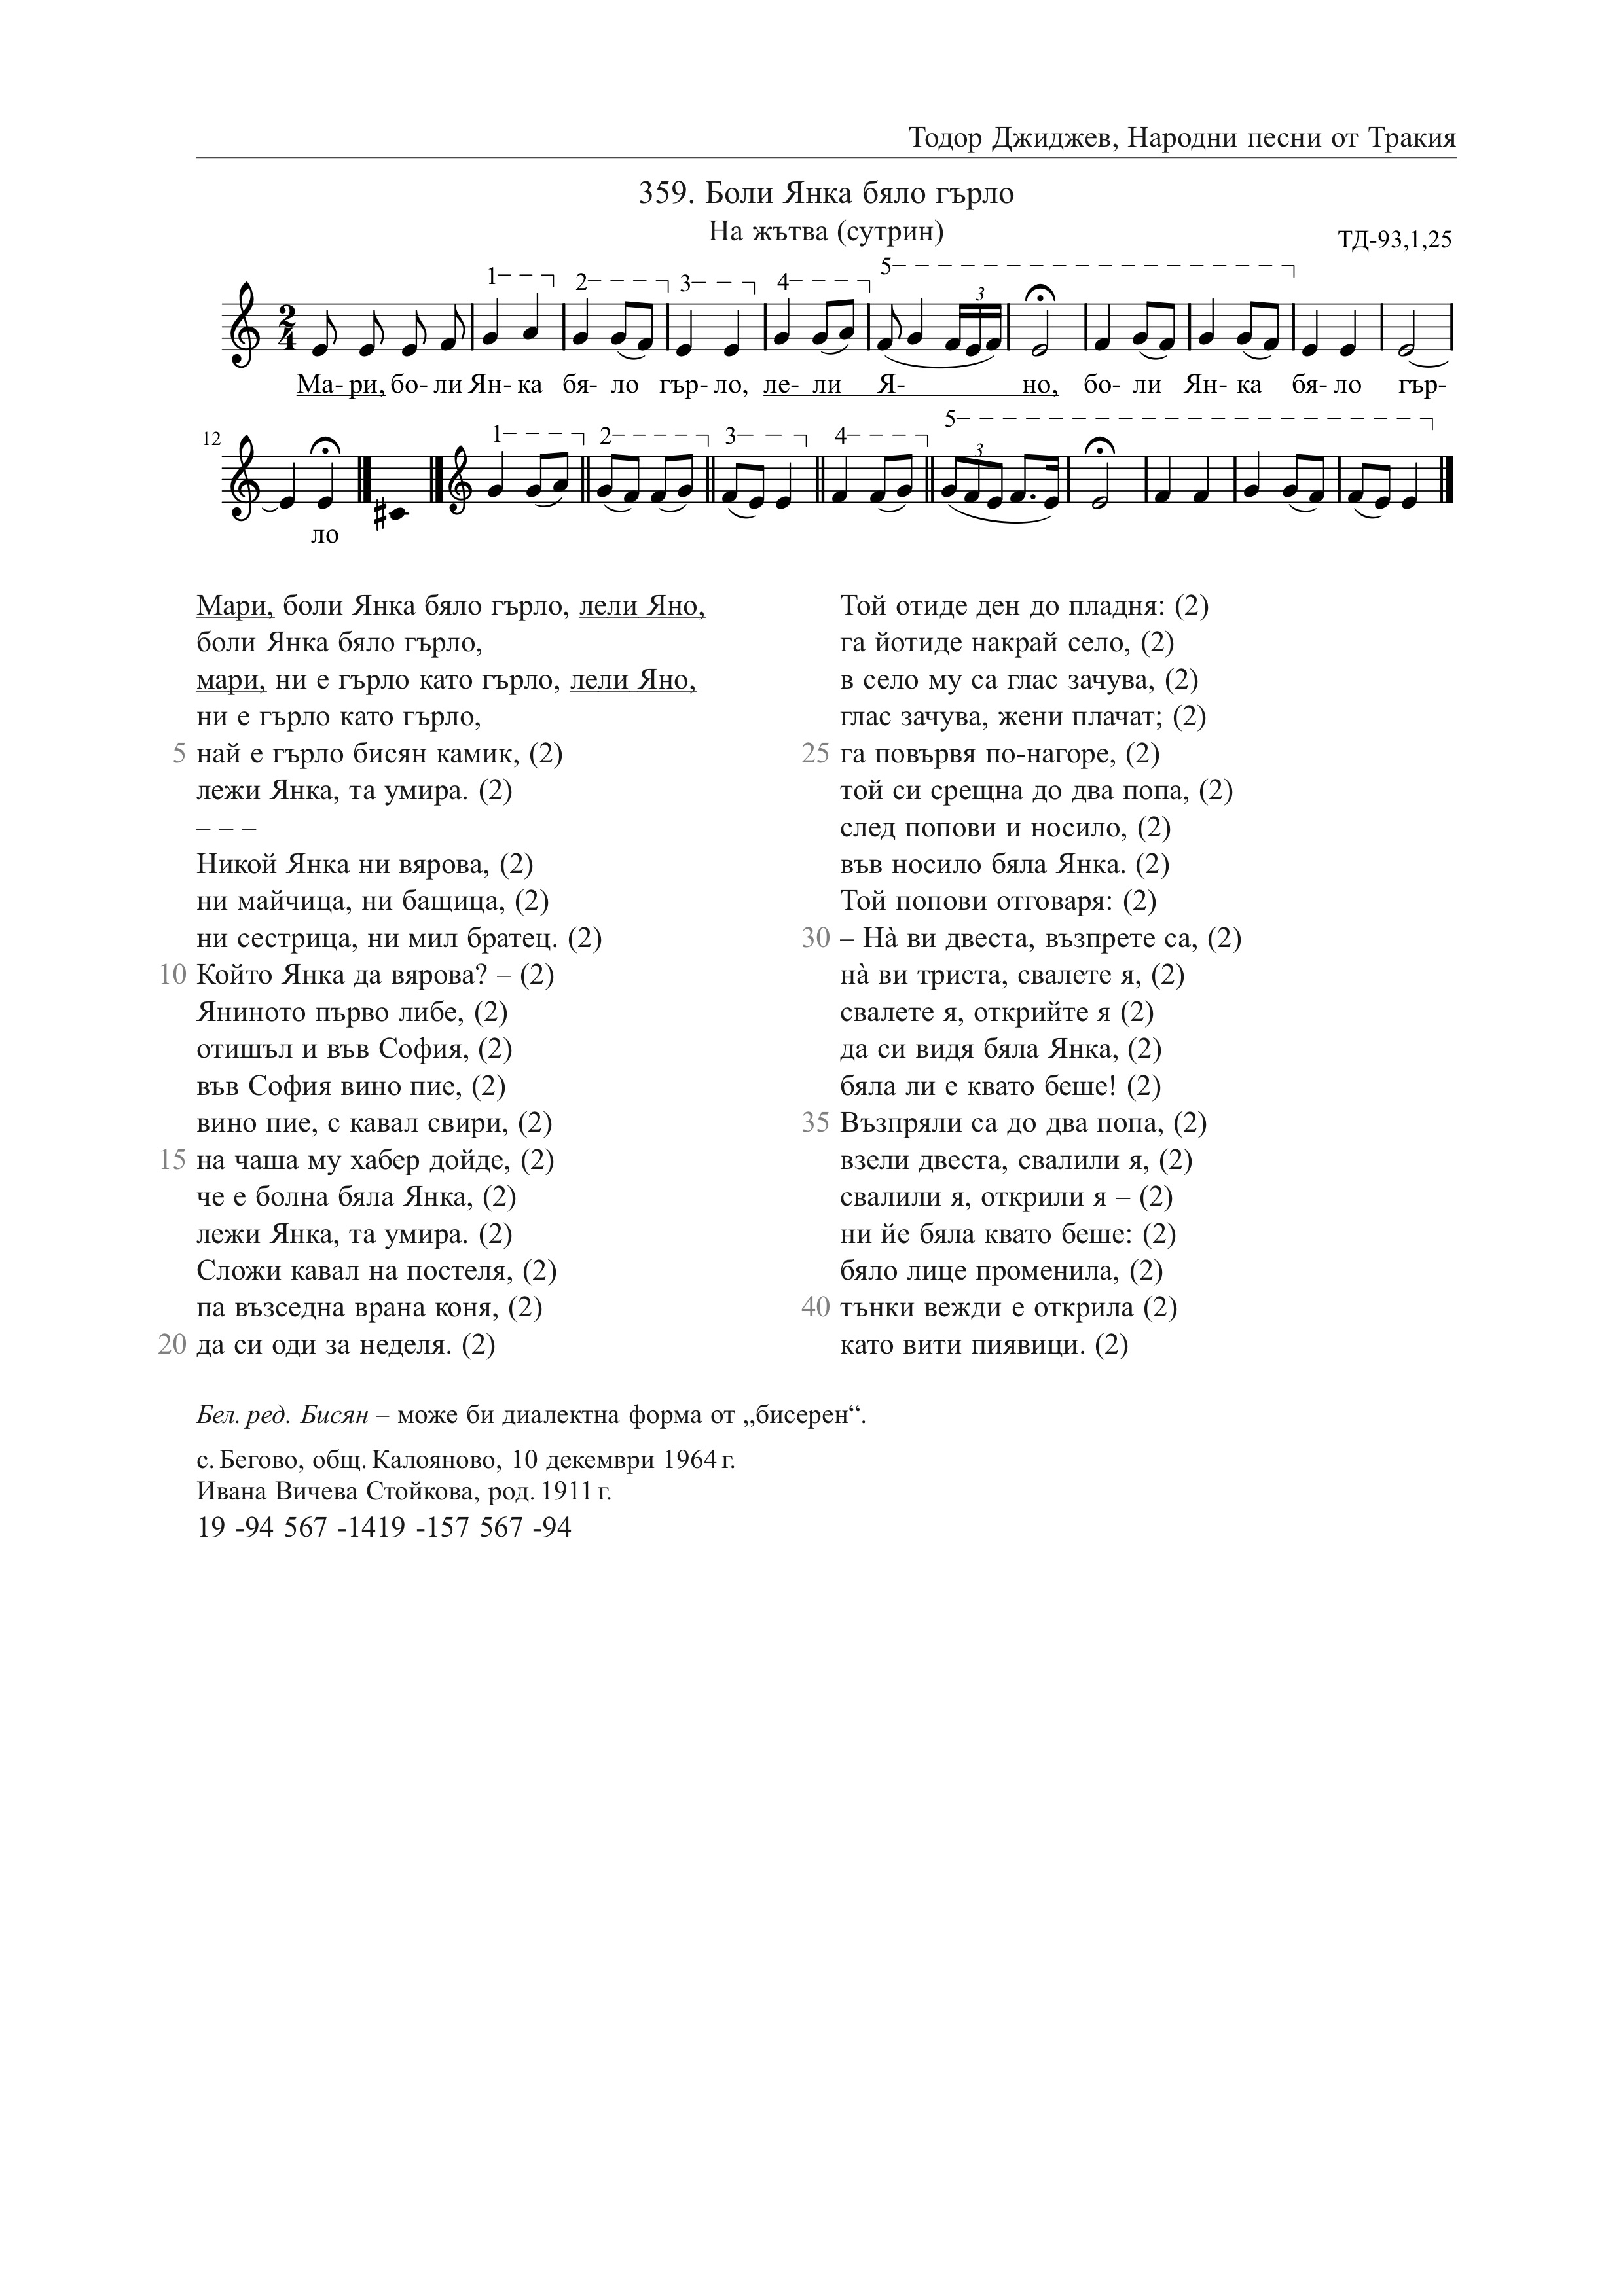 Тодор Джиджев, Народни песни от Тракия
359. Боли Янка бяло гърло
На жътва (сутрин)
ТД-93,1,25
1 2 3 4 5
3
2
4
Ма- ри, бо- ли Ян- ка бя- ло гър- ло, ле- ли Я- но, бо- ли Ян- ка бя- ло гър-
12
1 2 3 4 5
3
ло
Мари, боли Янка бяло гърло, лели Яно,
боли Янка бяло гърло,
мари, ни е гърло като гърло, лели Яно,
ни е гърло като гърло,
5 най е гърло бисян камик, (2)
лежи Янка, та умира. (2)
– – –
Никой Янка ни вярова, (2)
ни майчица, ни бащица, (2)
ни сестрица, ни мил братец. (2)
10 Който Янка да вярова? – (2)
Яниното първо либе, (2)
отишъл и във София, (2)
във София вино пие, (2)
вино пие, с кавал свири, (2)
15 на чаша му хабер дойде, (2)
че е болна бяла Янка, (2)
лежи Янка, та умира. (2)
Сложи кавал на постеля, (2)
па възседна врана коня, (2)
20 да си оди за неделя. (2)
Той отиде ден до пладня: (2)
га йотиде накрай село, (2)
в село му са глас зачува, (2)
глас зачува, жени плачат; (2)
25 га повървя по-нагоре, (2)
той си срещна до два попа, (2)
след попови и носило, (2)
във носило бяла Янка. (2)
Той попови отговаря: (2)
30 – Нà ви двеста, възпрете са, (2)
нà ви триста, свалете я, (2)
свалете я, открийте я (2)
да си видя бяла Янка, (2)
бяла ли е квато беше! (2)
35 Възпряли са до два попа, (2)
взели двеста, свалили я, (2)
свалили я, открили я – (2)
ни йе бяла квато беше: (2)
бяло лице променила, (2)
40 тънки вежди е открила (2)
като вити пиявици. (2)
Бел. ред. Бисян – може би диалектна форма от „бисерен“.
с. Бегово, общ. Калояново, 10 декември 1964 г.
Ивана Вичева Стойкова, род. 1911 г.
19 -94 567 -1419 -157 567 -94